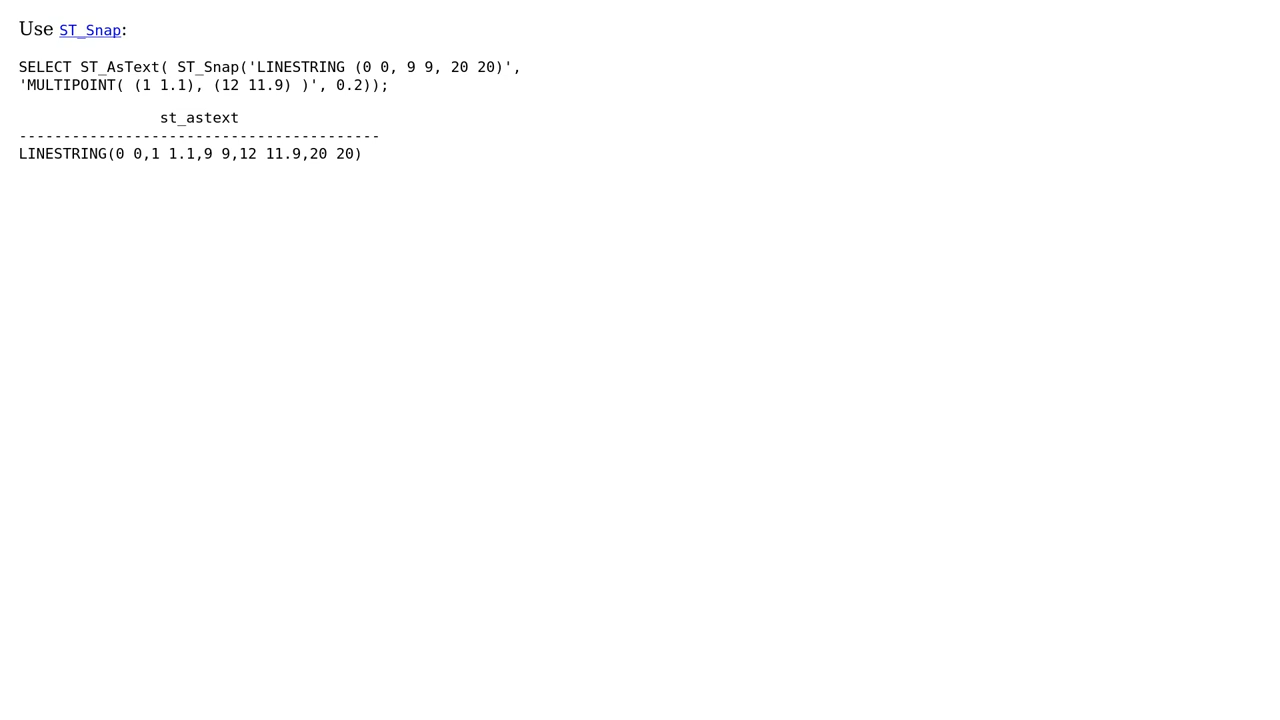 Use ST_Snap:
SELECT ST_AsText( ST_Snap('LINESTRING (0 0, 9 9, 20 20)',
'MULTIPOINT( (1 1.1), (12 11.9) )', 0.2));
st_astext
-----------------------------------------
LINESTRING(0 0,1 1.1,9 9,12 11.9,20 20)